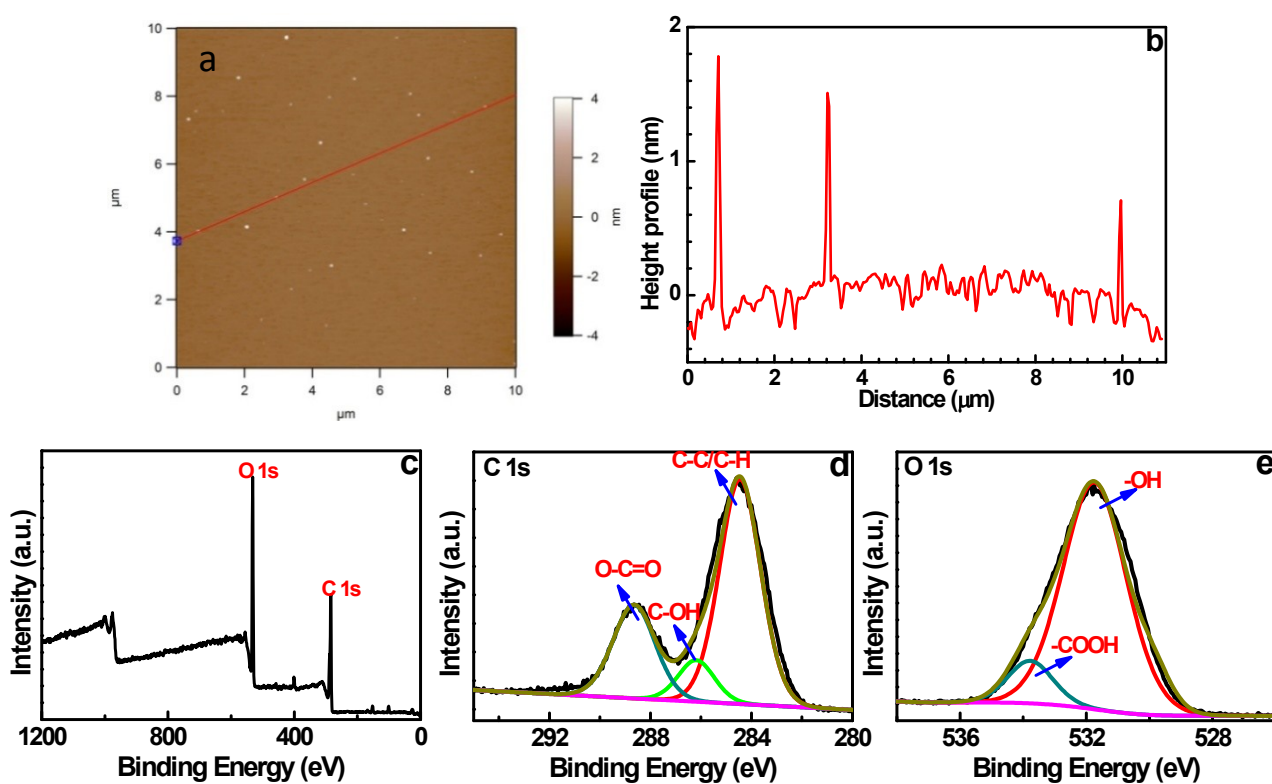 a
10
8
6
4
2
0
µm
0 2 4 6 8 10
µm
4
2
0
-2
-4
nm
b
2
1
0
Height profile (nm)
0 2 4 6 8 10
Distance (µm)
c
O 1s
C 1s
Intensity (a.u.)
1200 800 400 0
Binding Energy (eV)
C 1s
d
C-C/C-H
O-C=O
C-OH
Intensity (a.u.)
292 288 284 280
Binding Energy (eV)
O 1s
e
-OH
-COOH
Intensity (a.u.)
536 532 528
Binding Energy (eV)